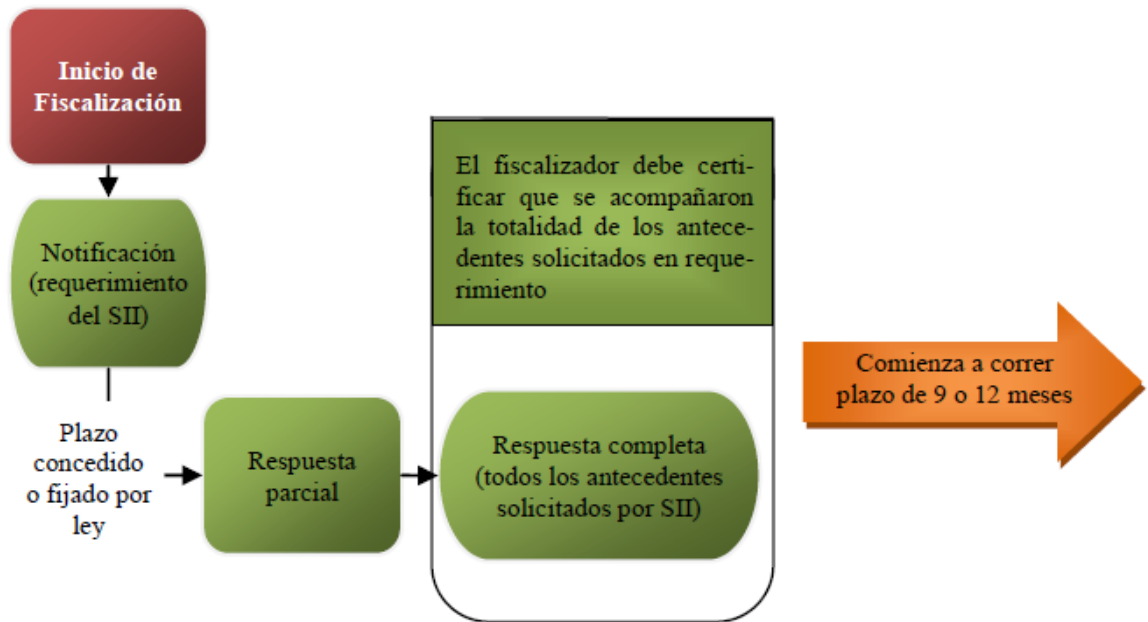 Inicio de
Fiscalización
Notificación
(requerimiento
del SII)
Plazo
concedido
o fijado por
ley
Respuesta
parcial
El fiscalizador debe certi-
ficar que se acompañaron
la totalidad de los antece-
dentes solicitados en reque-
rimiento
Respuesta completa
(todos los antecedentes
solicitados por SII)
Comienza a correr
plazo de 9 o 12 meses